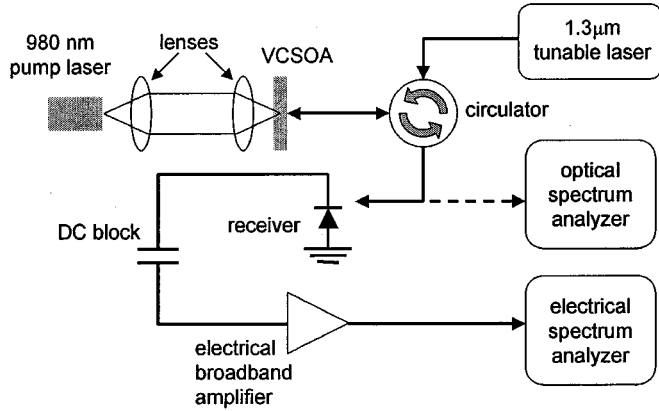 980 nm
pump laser
lenses
VCSOA
1.3μm
tunable laser
circulator
optical
spectrum
analyzer
receiver
DC block
electrical
broadband
amplifier
electrical
spectrum
analyzer